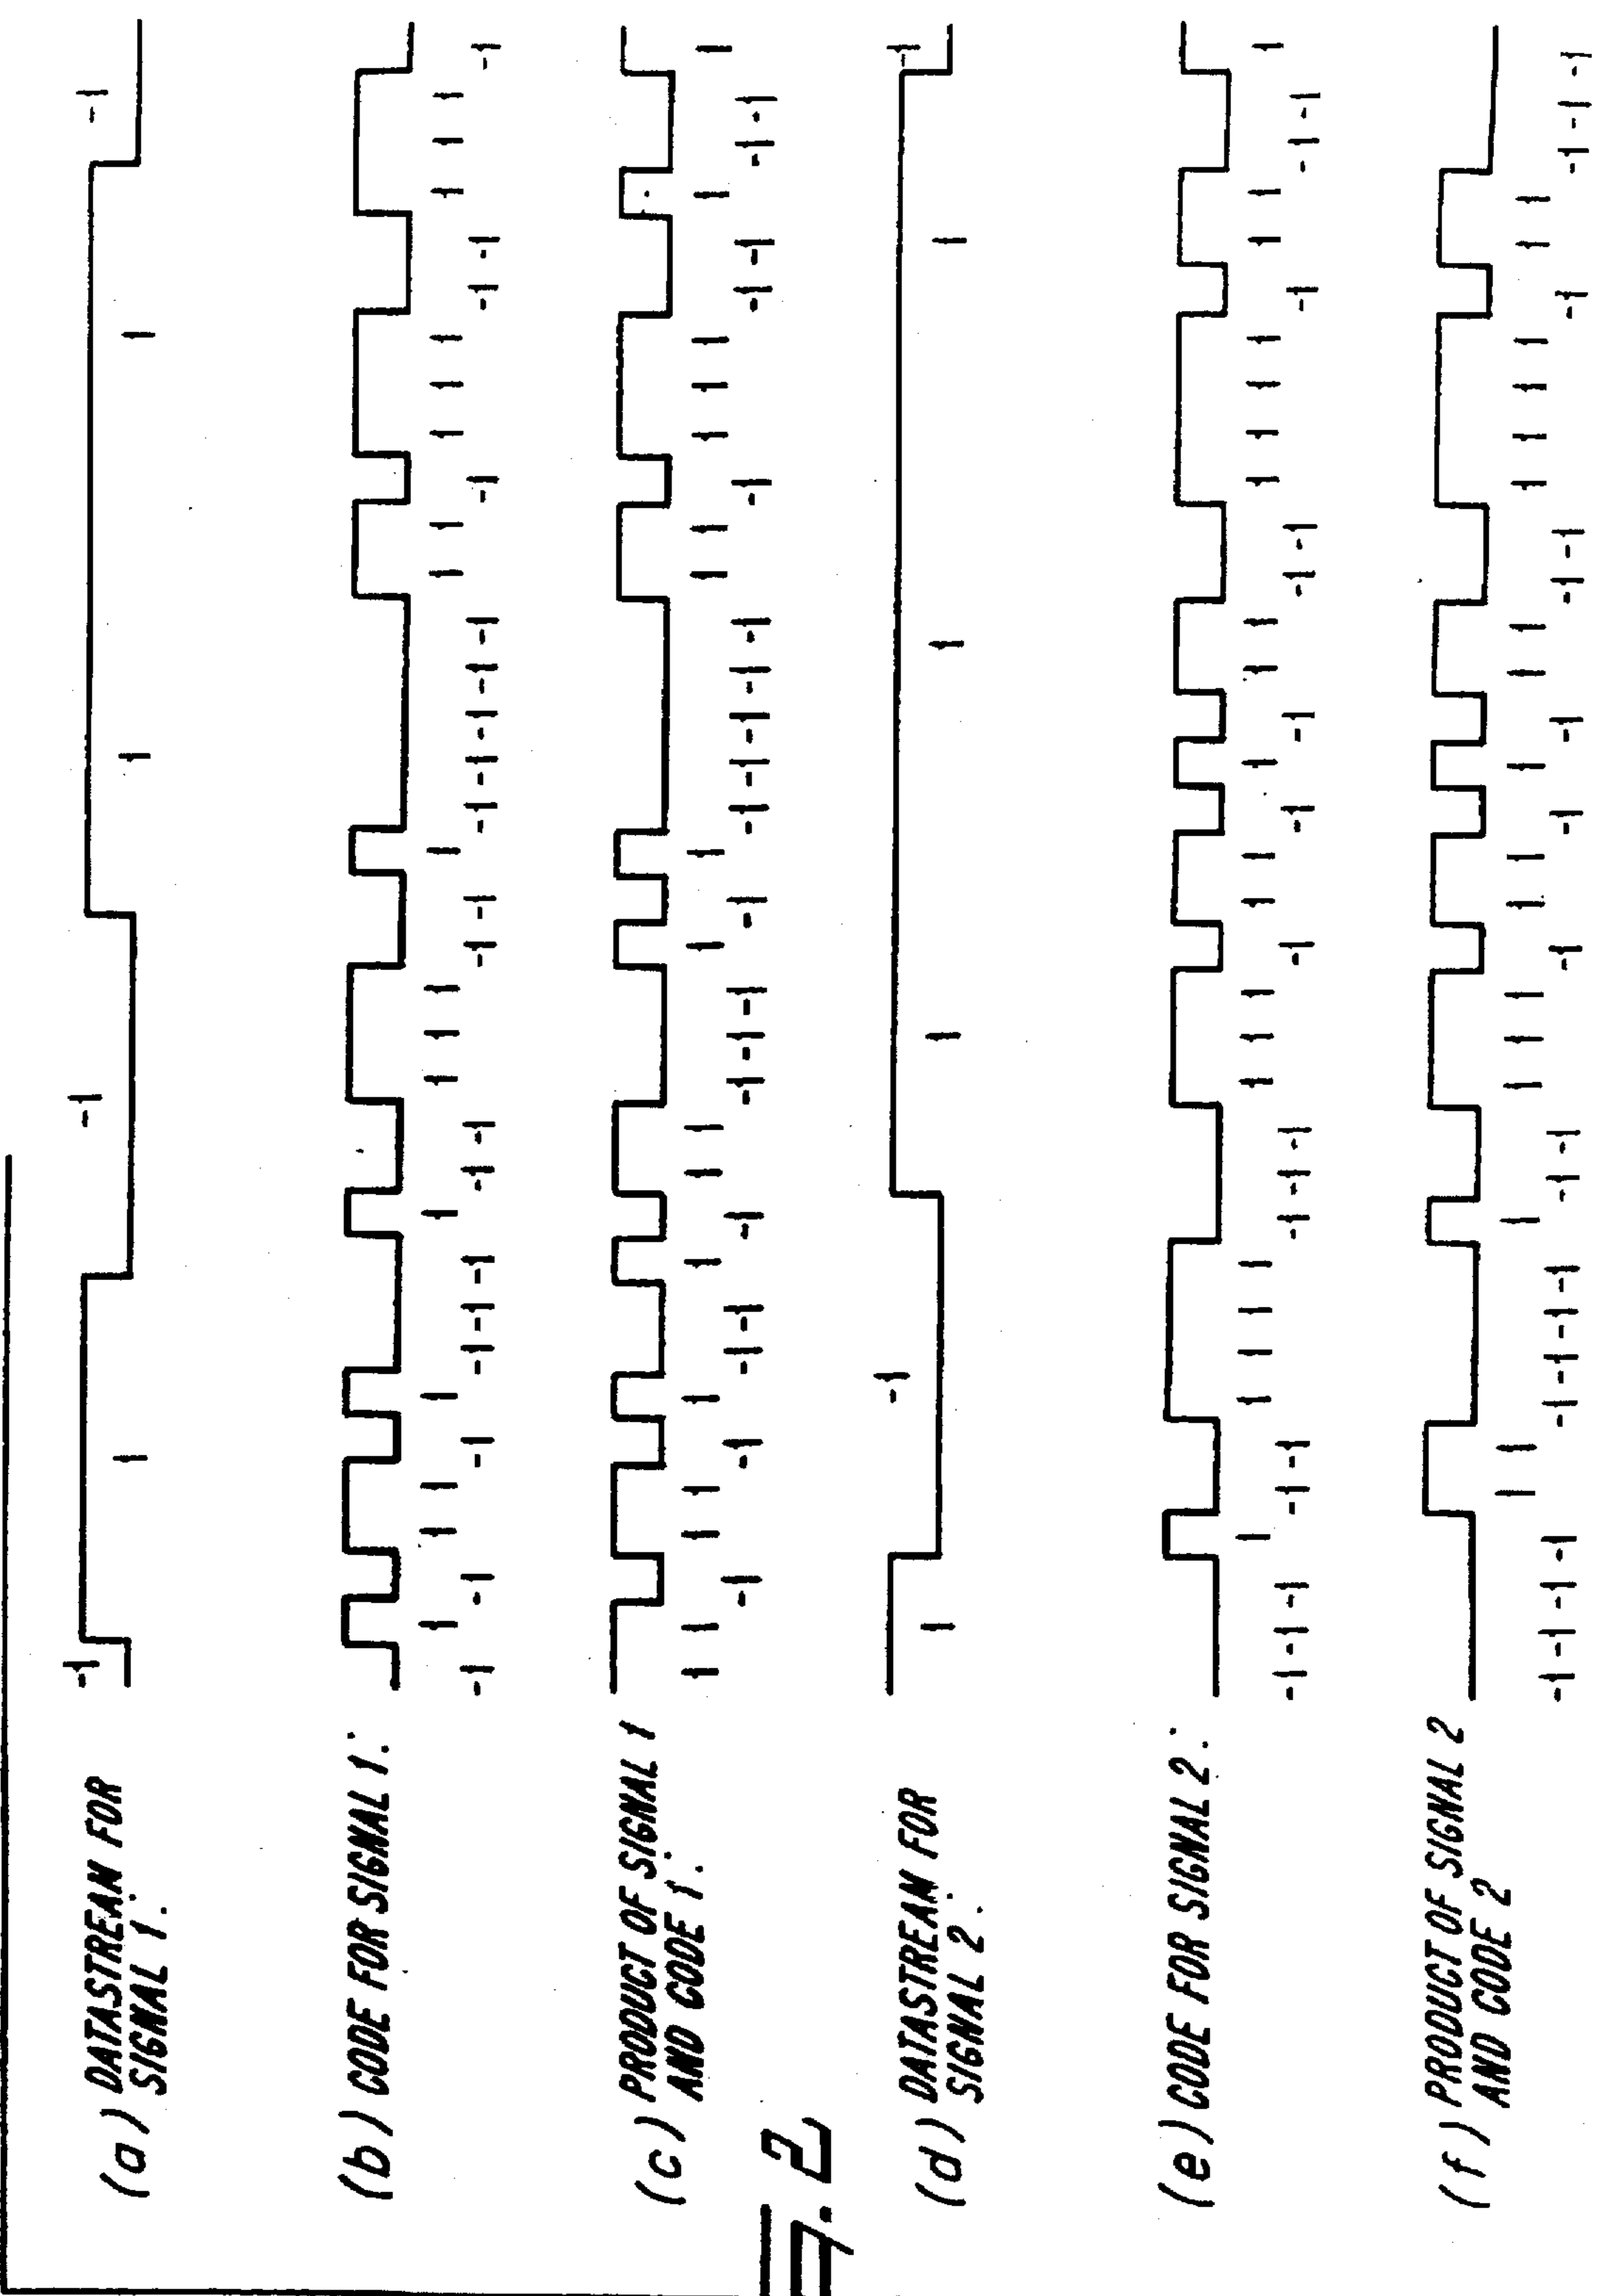 (a) DATASTREAN FOR
SIGNAL 1.
-1 1 -1 1 1 -1
(b) CODE FOR SIGNAL 1.
-1 1 -1 1 1 -1 1 -1 -1 -1 1 -1 -1 1 1 1 -1 -1 1 -1 -1 -1 -1 -1 1 1 -1 1 1 1 -1 -1 1 1 1 -1
(c) PRODUCT OF SIGNAL 1
AND CODE 1.
1 1 -1 1 1 -1 1 -1 -1 1 -1 1 1 -1 -1 -1 1 -1 1 -1 -1 -1 -1 -1 1 1 -1 1 1 1 -1 -1 1 -1 -1 1
(d) DATASTREAM FOR
SIGNAL 2.
1 -1 1 1 1 -1
(e) CODE FOR SIGNAL 2.
-1 -1 -1 1 -1 -1 1 1 1 1 -1 -1 -1 1 1 1 -1 1 1 -1 1 -1 1 1 -1 -1 1 1 1 1 -1 1 1 -1 -1 1
(f) PRODUCT OF SIGNAL 2
AND CODE 2
-1 -1 -1 -1 1 1 -1 -1 -1 -1 1 -1 -1 1 1 1 -1 1 1 -1 1 -1 1 1 -1 -1 1 1 1 1 -1 1 1 -1 -1 -1
g. 2